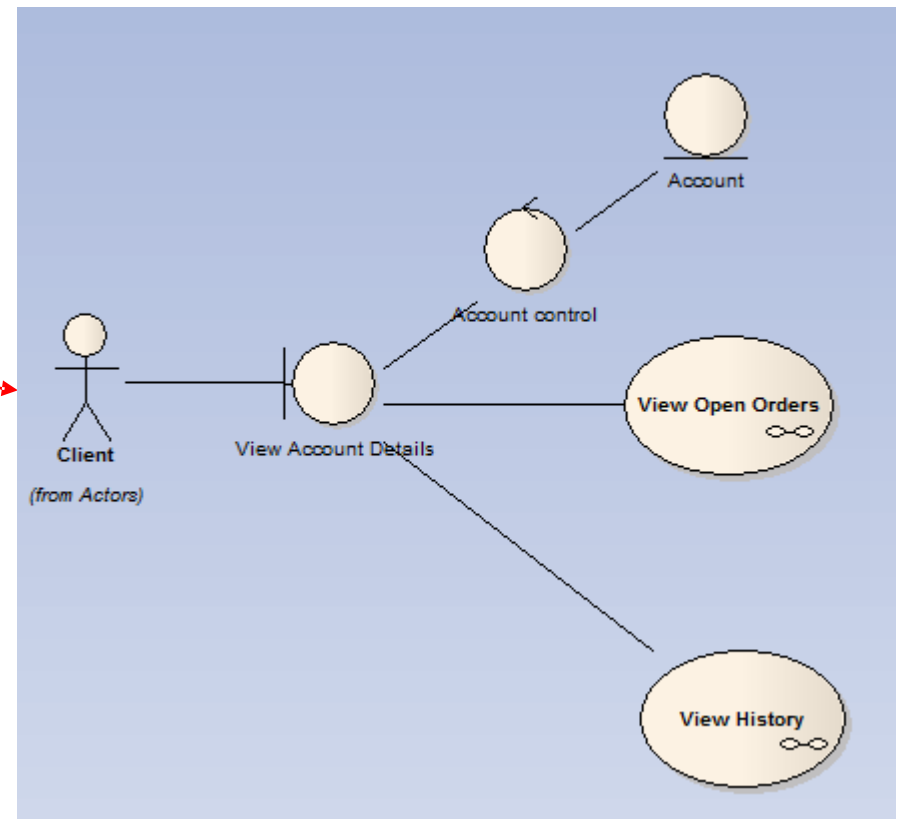 Account
Account control
View Open Orders
Client
View Account Details
(from Actors)
View History